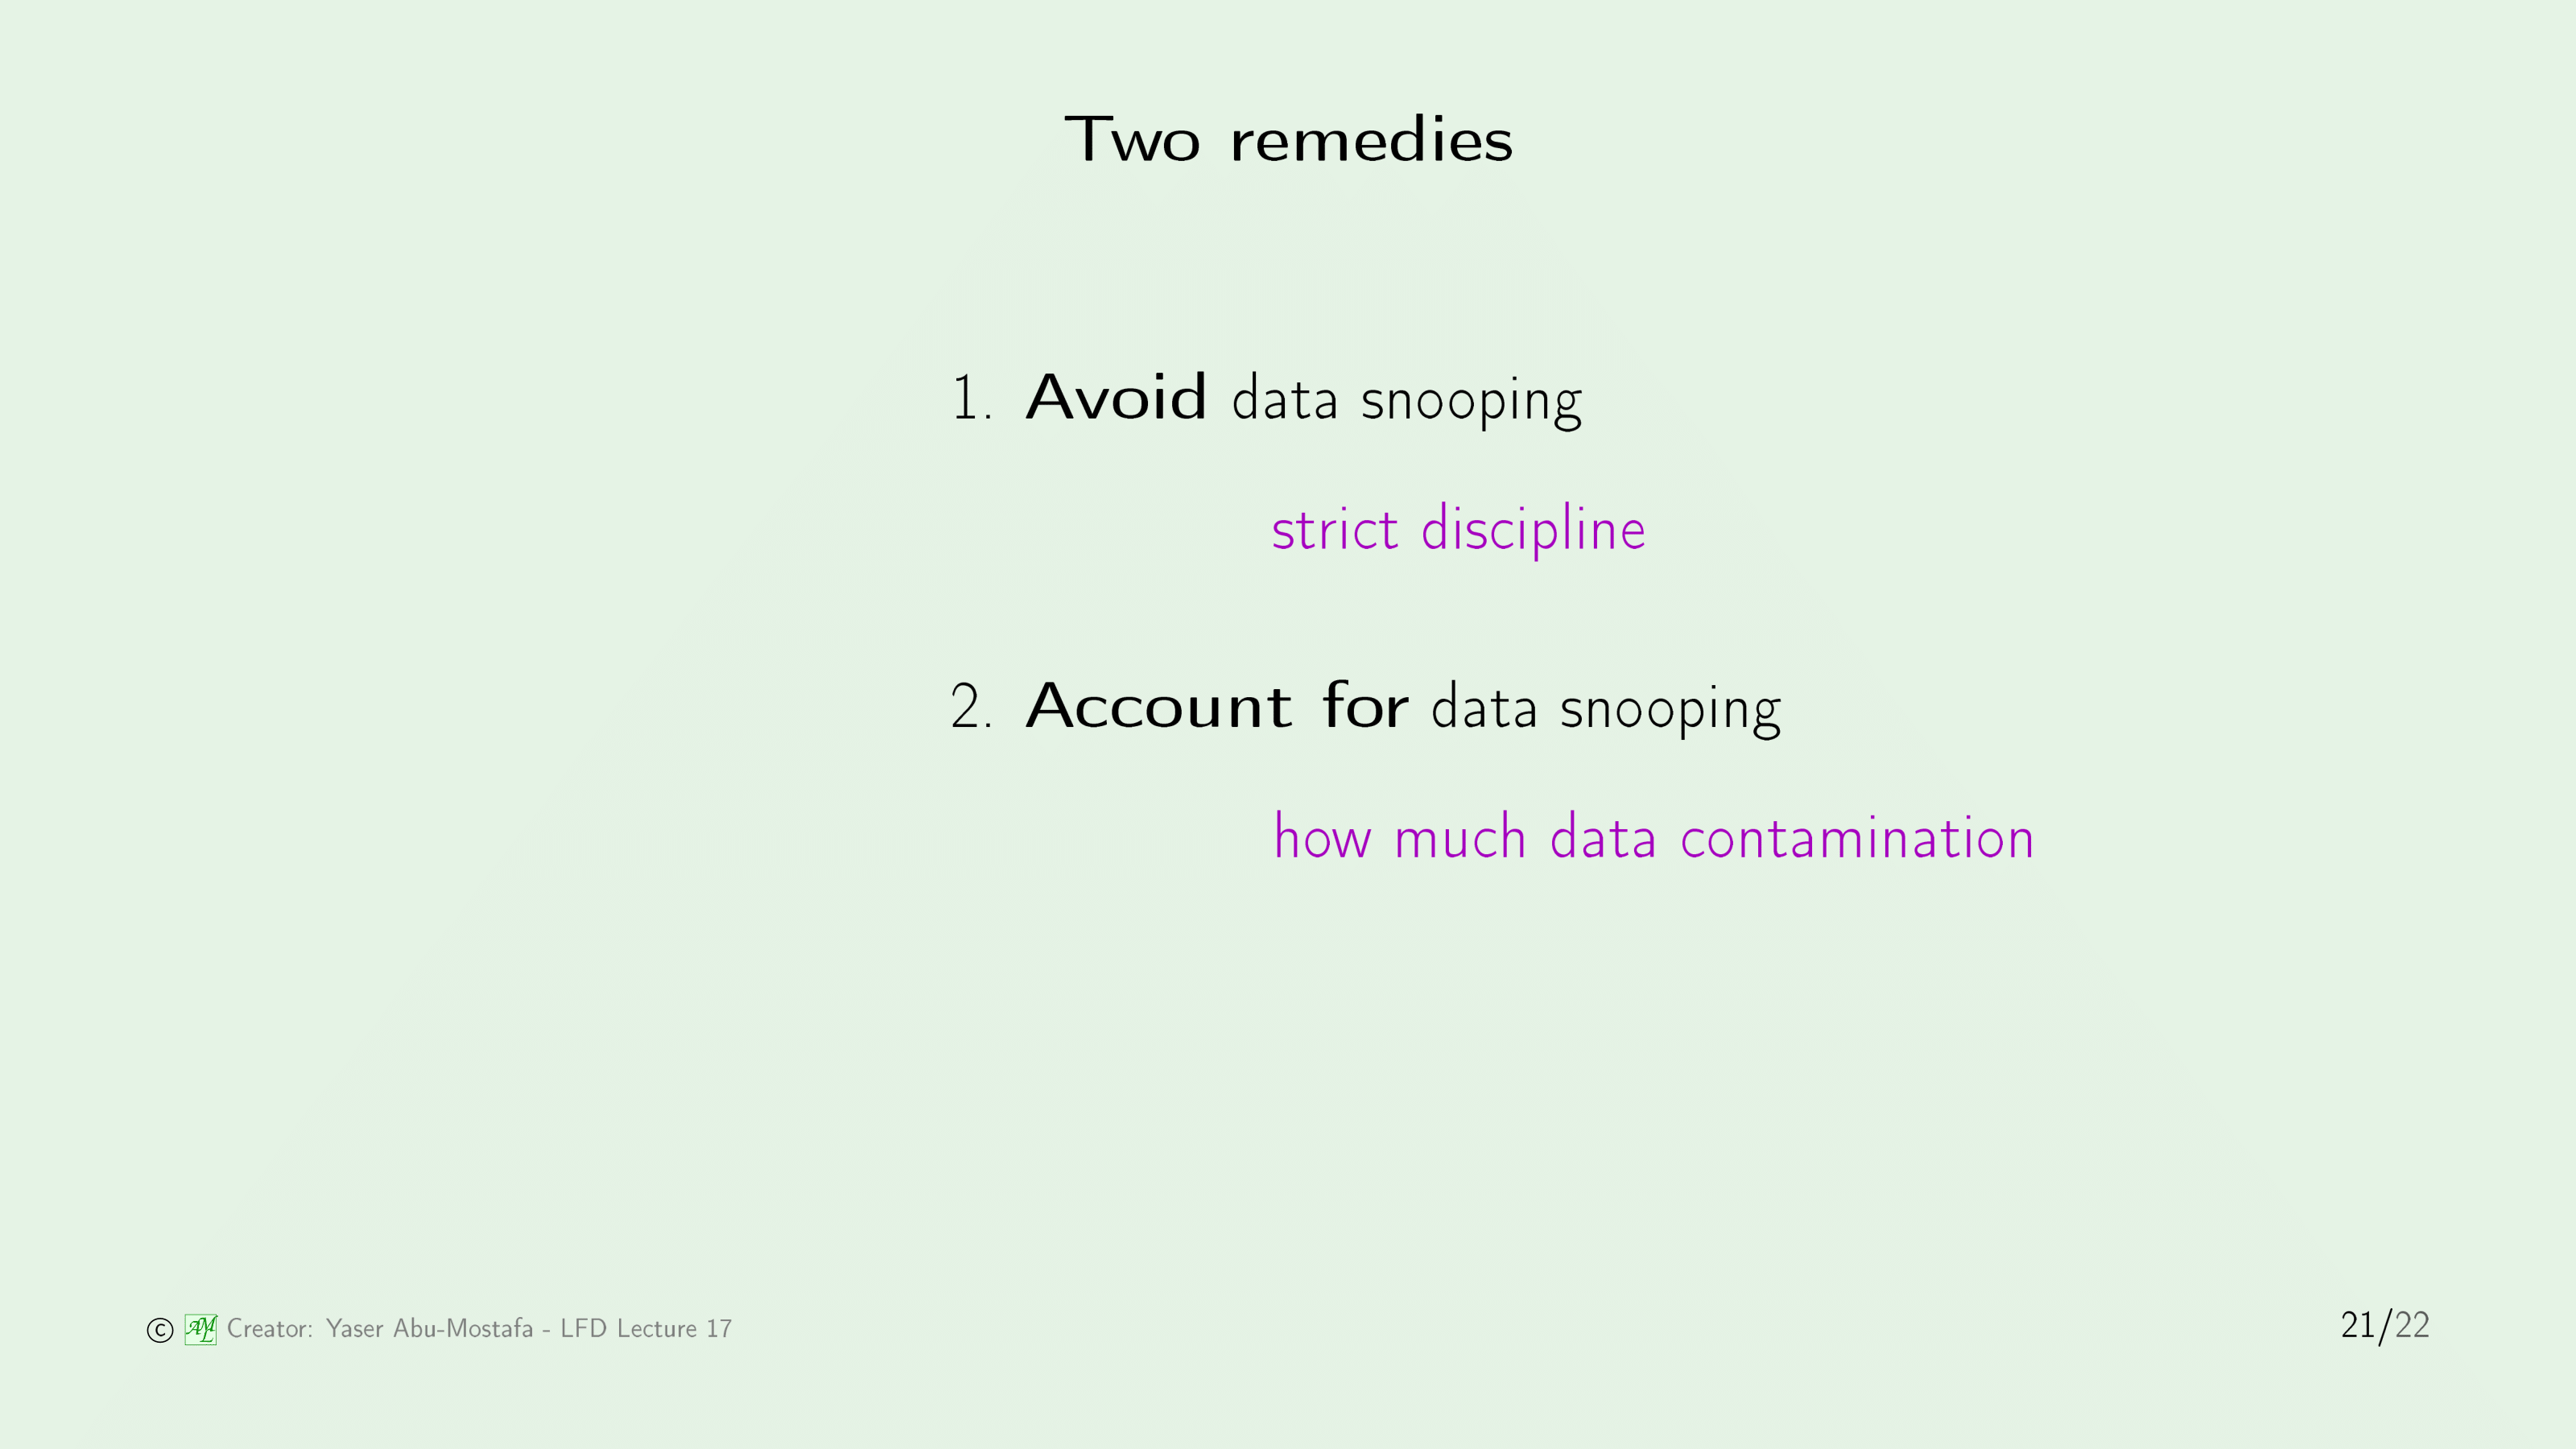 Two remedies
1. Avoid data snooping
strict discipline
2. Account for data snooping
how much data contamination
© AML Creator: Yaser Abu-Mostafa - LFD Lecture 17
21/22